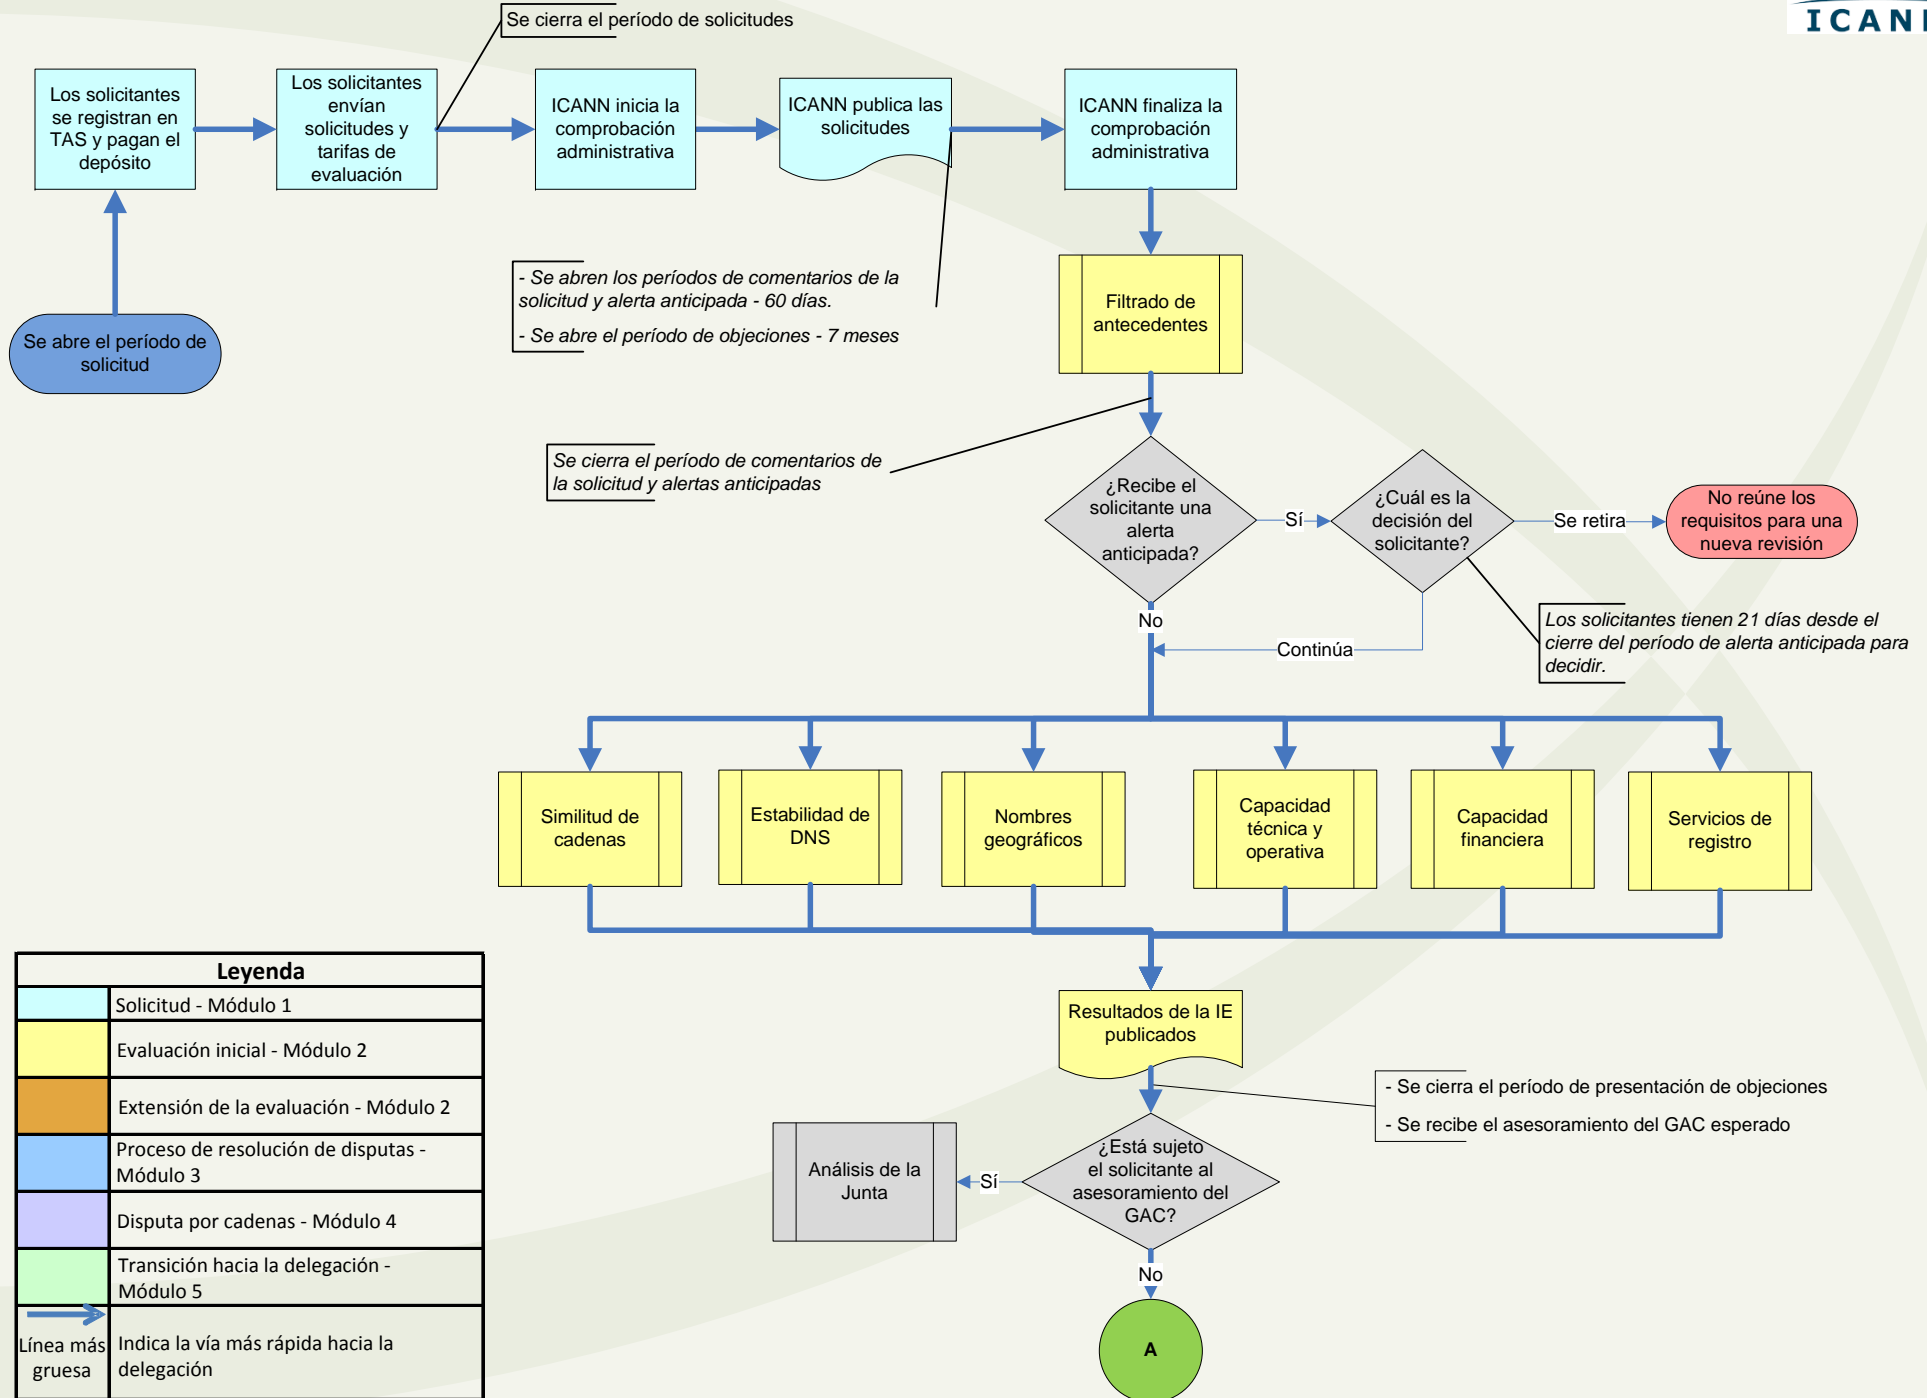 Se cierra el período de solicitudes
ICAN
Los solicitantes
se registran en
TAS y pagan el
depósito
Los solicitantes
envían
solicitudes y
tarifas de
evaluación
ICANN inicia la
comprobación
administrativa
ICANN publica las
solicitudes
ICANN finaliza la
comprobación
administrativa
- Se abren los períodos de comentarios de la
solicitud y alerta anticipada - 60 días.
- Se abre el período de objeciones - 7 meses
Se abre el período de
solicitud
Filtrado de
antecedentes
Se cierra el período de comentarios de
la solicitud y alertas anticipadas
¿Recibe el
solicitante una
alerta
anticipada?
Sí
¿Cuál es la
decisión del
solicitante?
Se retira
No reúne los
requisitos para una
nueva revisión
No
Continúa
Los solicitantes tienen 21 días desde el
cierre del período de alerta anticipada para
decidir.
Similitud de
cadenas
Estabilidad de
DNS
Nombres
geográficos
Capacidad
técnica y
operativa
Capacidad
financiera
Servicios de
registro
Resultados de la IE
publicados
- Se cierra el período de presentación de objeciones
- Se recibe el asesoramiento del GAC esperado
¿Está sujeto
el solicitante al
asesoramiento del
GAC?
Sí
Análisis de la
Junta
No
A
Leyenda
Solicitud - Módulo 1
Evaluación inicial - Módulo 2
Extensión de la evaluación - Módulo 2
Proceso de resolución de disputas -
Módulo 3
Disputa por cadenas - Módulo 4
Transición hacia la delegación -
Módulo 5
Línea más
gruesa
Indica la vía más rápida hacia la
delegación